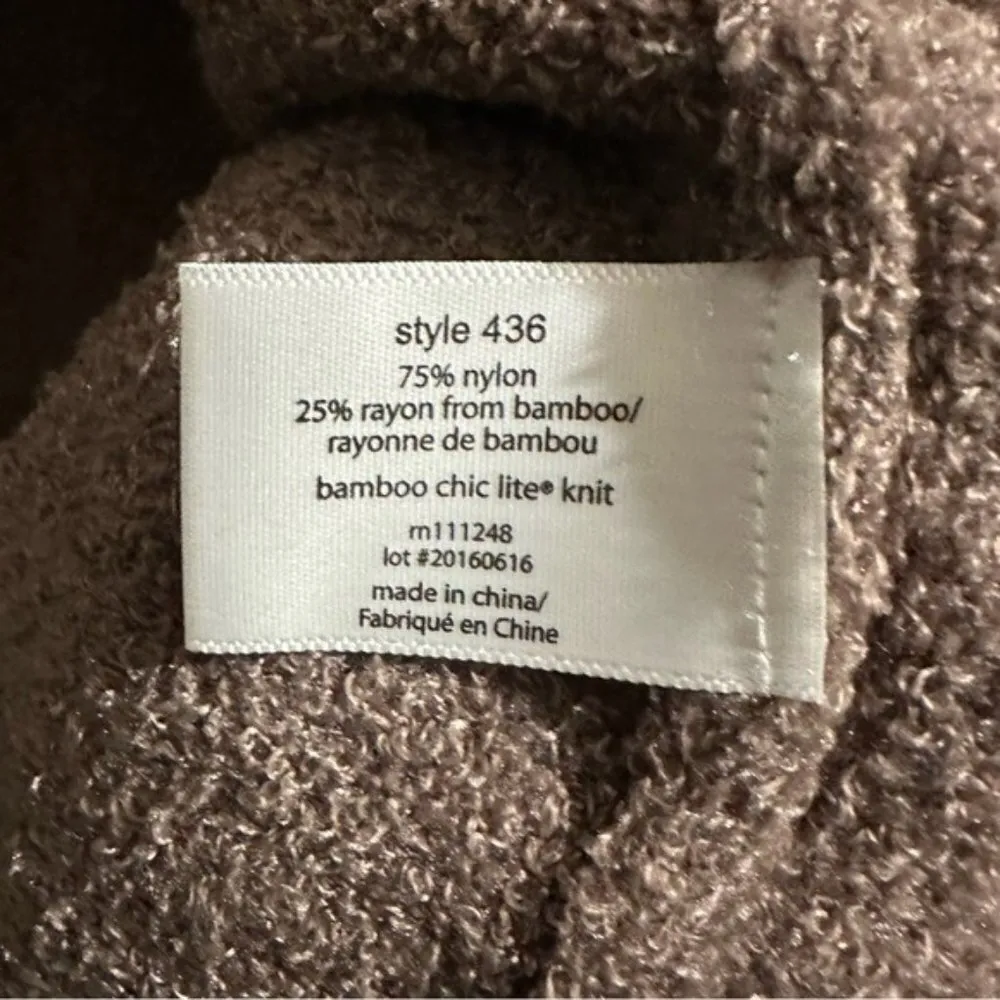 style 436
75% nylon
25% rayon from bamboo/
rayonne de bambou
bamboo chic lite® knit
rn111248
lot #20160616
made in china/
Fabriqué en Chine